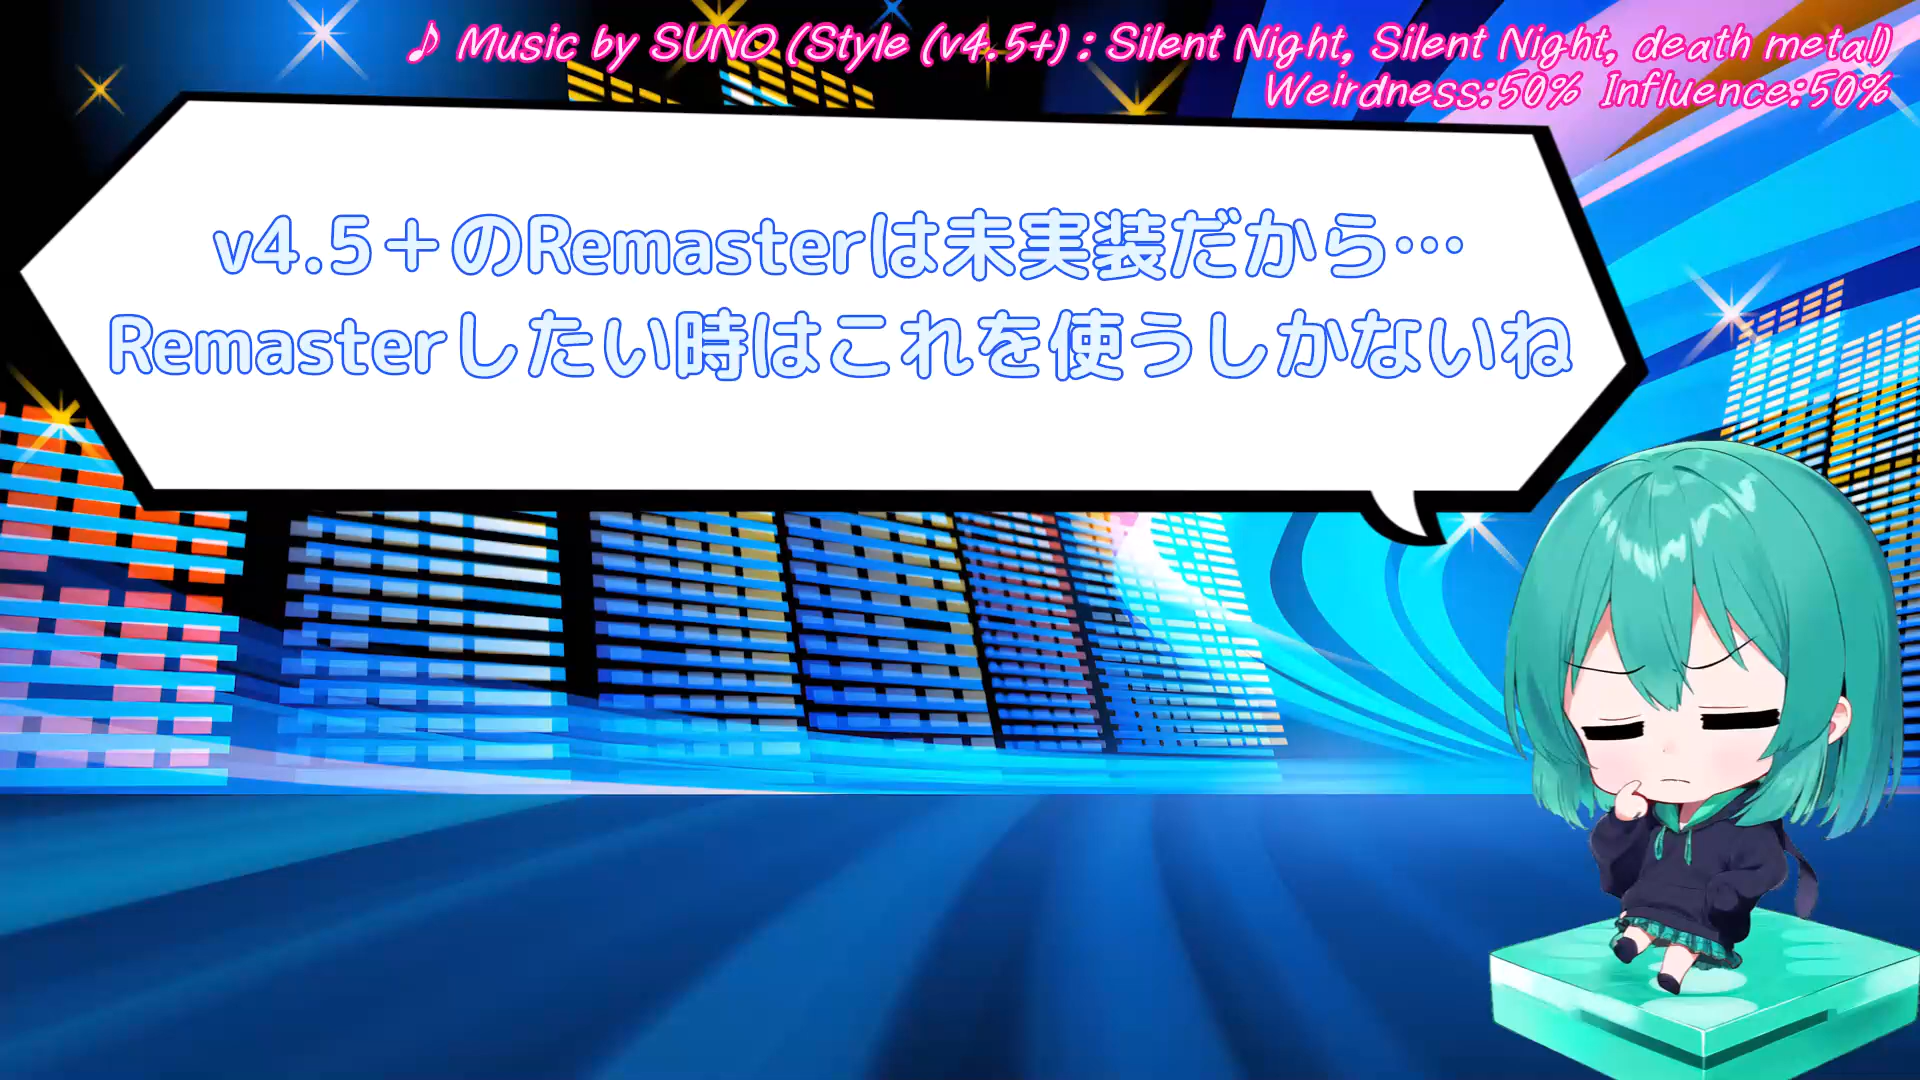 ♪ Music by SUNO (Style (v4.5+) : Silent Night, Silent Night, death metal)
Weirdness:50% Influence:50%
v4.5＋のRemasterは未実装だから…
Remasterしたい時はこれを使うしかないね